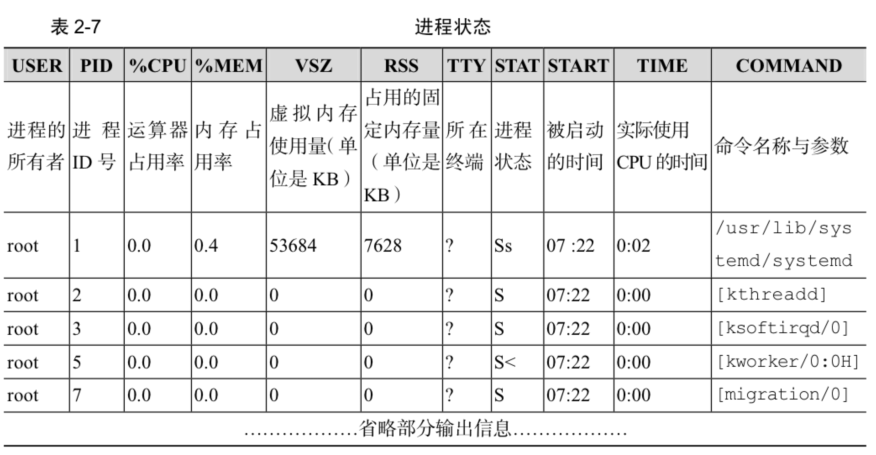 表 2-7 进程状态
USER PID %CPU %MEM VSZ RSS TTY STAT START TIME COMMAND
进程的所有者 进程 ID 号 运算器占用率 内存占用率 虚拟内存使用量(单位是 KB) 占用的固定内存量(单位是 KB) 所在终端 进程状态 被启动的时间 实际使用 CPU 的时间 命令名称与参数
root 1 0.0 0.4 53684 7628 ? Ss 07 :22 0:02 /usr/lib/systemd/systemd
root 2 0.0 0.0 0 0 ? S 07:22 0:00 [kthreadd]
root 3 0.0 0.0 0 0 ? S 07:22 0:00 [ksoftirqd/0]
root 5 0.0 0.0 0 0 ? S< 07:22 0:00 [kworker/0:0H]
root 7 0.0 0.0 0 0 ? S 07:22 0:00 [migration/0]
………………省略部分输出信息………………